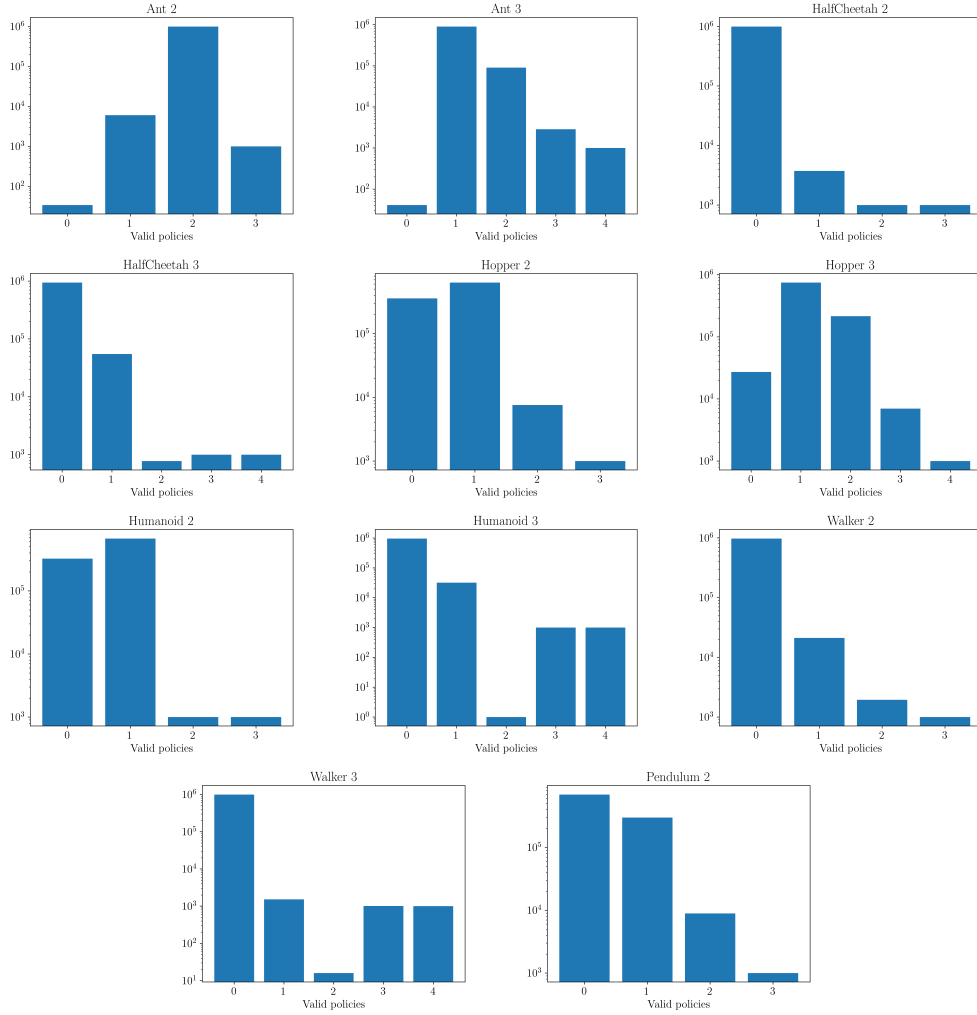 Ant 2
10^6
10^5
10^4
10^3
10^2
0 1 2 3
Valid policies
Ant 3
10^6
10^5
10^4
10^3
10^2
0 1 2 3 4
Valid policies
HalfCheetah 2
10^6
10^5
10^4
10^3
0 1 2 3
Valid policies
HalfCheetah 3
10^6
10^5
10^4
10^3
0 1 2 3 4
Valid policies
Hopper 2
10^5
10^4
10^3
0 1 2 3
Valid policies
Hopper 3
10^6
10^5
10^4
10^3
0 1 2 3 4
Valid policies
Humanoid 2
10^5
10^4
10^3
0 1 2 3
Valid policies
Humanoid 3
10^6
10^5
10^4
10^3
10^2
10^1
10^0
0 1 2 3 4
Valid policies
Walker 2
10^6
10^5
10^4
10^3
0 1 2 3
Valid policies
Walker 3
10^6
10^5
10^4
10^3
10^2
10^1
0 1 2 3 4
Valid policies
Pendulum 2
10^5
10^4
10^3
0 1 2 3
Valid policies